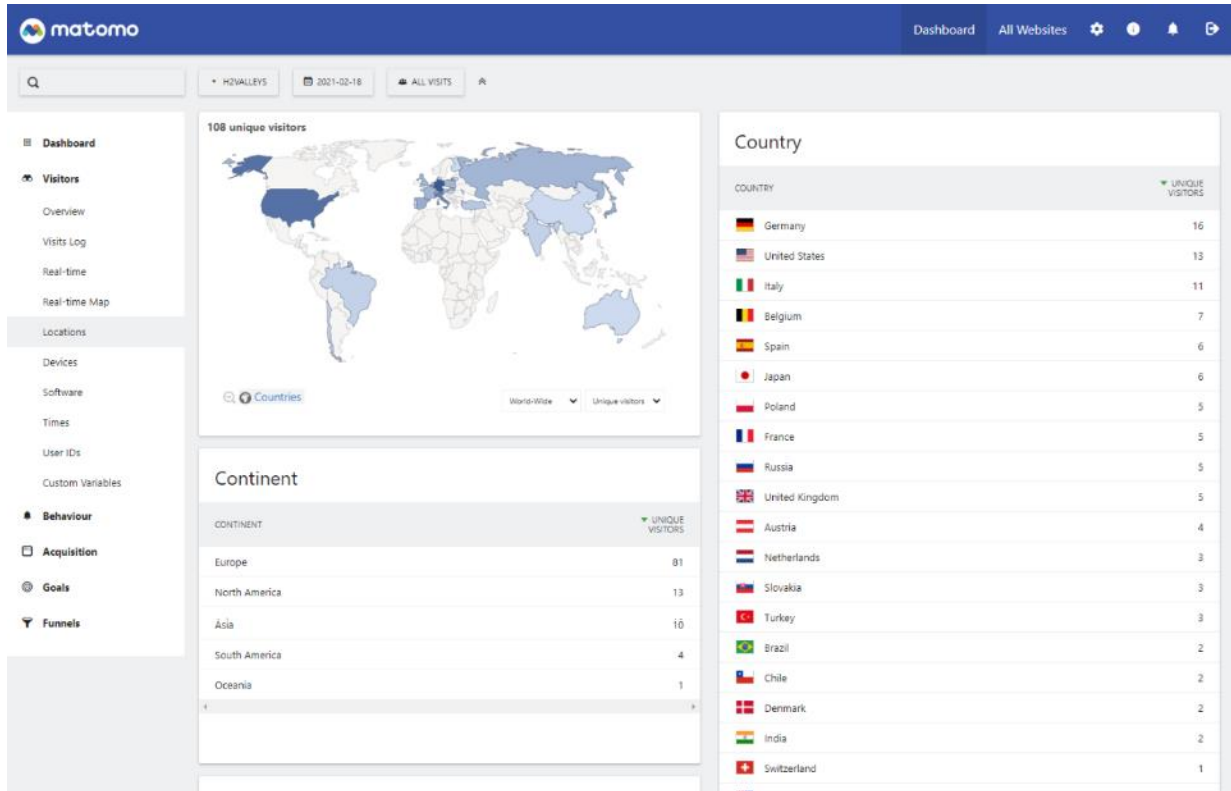 matomo
Dashboard
All Websites
H2VALLEYS
2021-02-18
ALL VISITS
Dashboard
Visitors
Overview
Visits Log
Real-time
Real-time Map
Locations
Devices
Software
Times
User IDs
Custom Variables
Behaviour
Acquisition
Goals
Funnels
108 unique visitors
Countries
World-Wide
Unique visitors
Continent
CONTINENT UNIQUE VISITORS
Europe 81
North America 13
Asia 10
South America 4
Oceania 1
Country
COUNTRY UNIQUE VISITORS
Germany 16
United States 13
Italy 11
Belgium 7
Spain 6
Japan 6
Poland 5
France 5
Russia 5
United Kingdom 5
Austria 4
Netherlands 3
Slovakia 3
Turkey 3
Brazil 2
Chile 2
Denmark 2
India 2
Switzerland 1